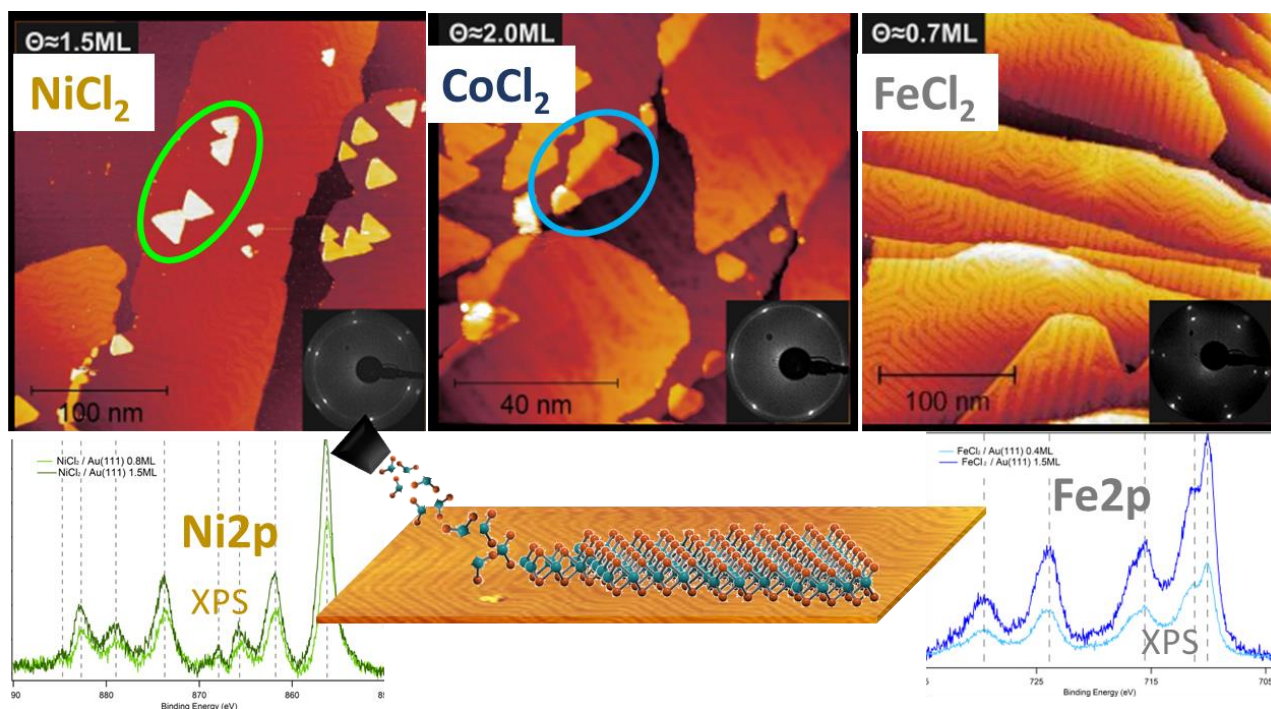 Θ≈1.5ML
NiCl₂
100 nm
Θ≈2.0ML
CoCl₂
40 nm
Θ≈0.7ML
FeCl₂
100 nm
NiCl₂ / Au(111) 0.8ML
NiCl₂ / Au(111) 1.5ML
Ni2p
XPS
90 880 870 860 85
Binding Energy (eV)
FeCl₂ / Au(111) 0.4ML
FeCl₂ / Au(111) 1.5ML
Fe2p
XPS
725 715 705
Binding Energy (eV)